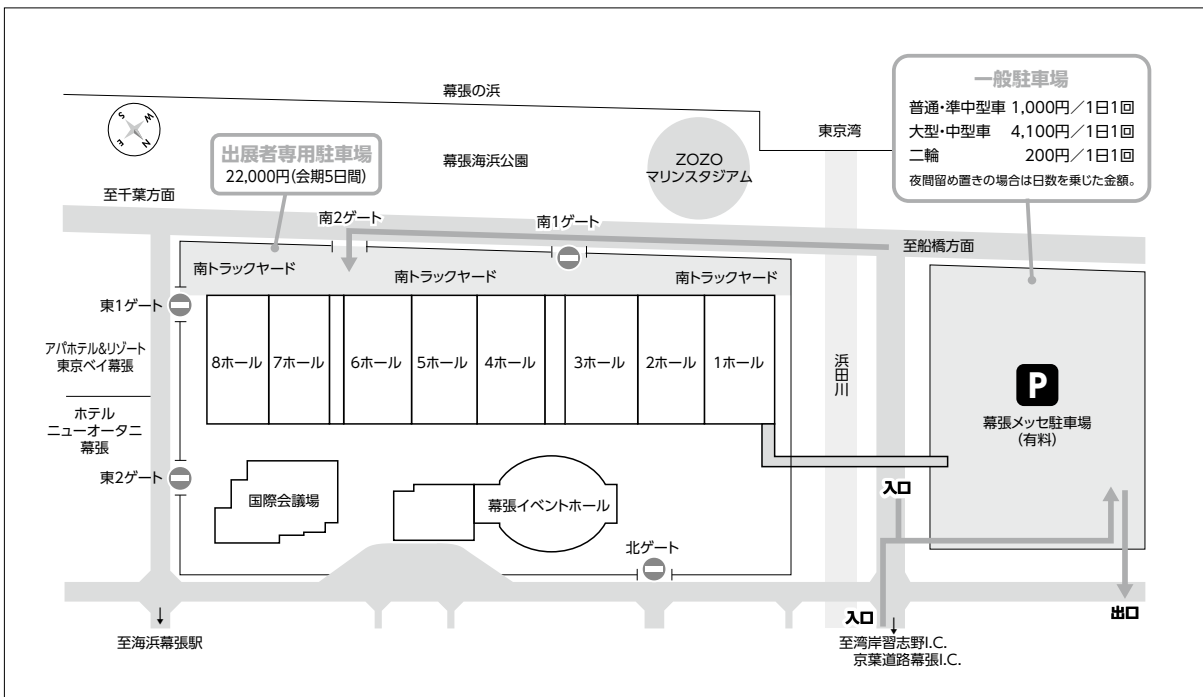 幕張の浜
一般駐車場
普通・準中型車 1,000円／1日1回
大型・中型車 4,100円／1日1回
二輪 200円／1日1回
夜間留め置きの場合は日数を乗じた金額。
S
W
E
N
出展者専用駐車場
22,000円(会期5日間)
幕張海浜公園
ZOZO
マリンスタジアム
東京湾
至千葉方面
南2ゲート
南1ゲート
至船橋方面
南トラックヤード
南トラックヤード
南トラックヤード
東1ゲート
アパホテル&リゾート
東京ベイ幕張
8ホール
7ホール
6ホール
5ホール
4ホール
3ホール
2ホール
1ホール
浜田川
P
幕張メッセ駐車場
(有料)
ホテル
ニューオータニ
幕張
東2ゲート
国際会議場
幕張イベントホール
入口
北ゲート
入口
出口
至海浜幕張駅
至湾岸習志野I.C.
京葉道路幕張I.C.